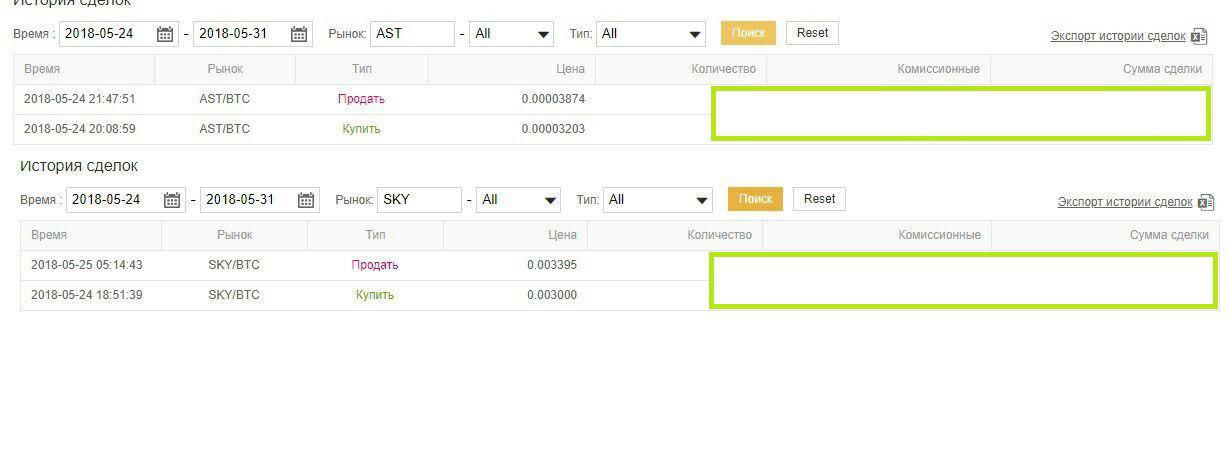 История сделок
Время : 2018-05-24 - 2018-05-31 Рынок: AST - All Тип: All Поиск Reset Экспорт истории сделок
Время Рынок Тип Цена Количество Комиссионные Сумма сделки
2018-05-24 21:47:51 AST/BTC Продать 0.00003874
2018-05-24 20:08:59 AST/BTC Купить 0.00003203
История сделок
Время : 2018-05-24 - 2018-05-31 Рынок: SKY - All Тип: All Поиск Reset Экспорт истории сделок
Время Рынок Тип Цена Количество Комиссионные Сумма сделки
2018-05-25 05:14:43 SKY/BTC Продать 0.003395
2018-05-24 18:51:39 SKY/BTC Купить 0.003000